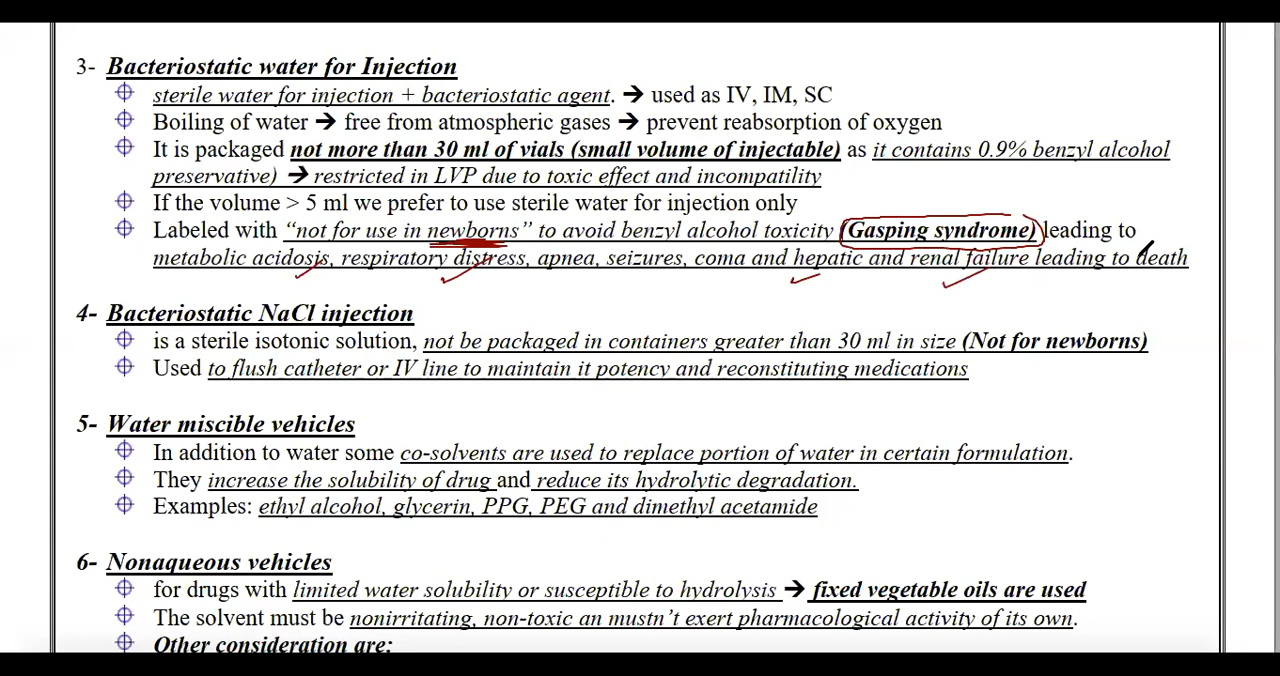 3- Bacteriostatic water for Injection
sterile water for injection + bacteriostatic agent. ➔ used as IV, IM, SC
Boiling of water ➔ free from atmospheric gases ➔ prevent reabsorption of oxygen
It is packaged not more than 30 ml of vials (small volume of injectable) as it contains 0.9% benzyl alcohol
preservative) ➔ restricted in LVP due to toxic effect and incompatility
If the volume > 5 ml we prefer to use sterile water for injection only
Labeled with “not for use in newborns” to avoid benzyl alcohol toxicity (Gasping syndrome) leading to
metabolic acidosis, respiratory distress, apnea, seizures, coma and hepatic and renal failure leading to death
4- Bacteriostatic NaCl injection
is a sterile isotonic solution, not be packaged in containers greater than 30 ml in size (Not for newborns)
Used to flush catheter or IV line to maintain it potency and reconstituting medications
5- Water miscible vehicles
In addition to water some co-solvents are used to replace portion of water in certain formulation.
They increase the solubility of drug and reduce its hydrolytic degradation.
Examples: ethyl alcohol, glycerin, PPG, PEG and dimethyl acetamide
6- Nonaqueous vehicles
for drugs with limited water solubility or susceptible to hydrolysis ➔ fixed vegetable oils are used
The solvent must be nonirritating, non-toxic an mustn’t exert pharmacological activity of its own.
Other consideration are: